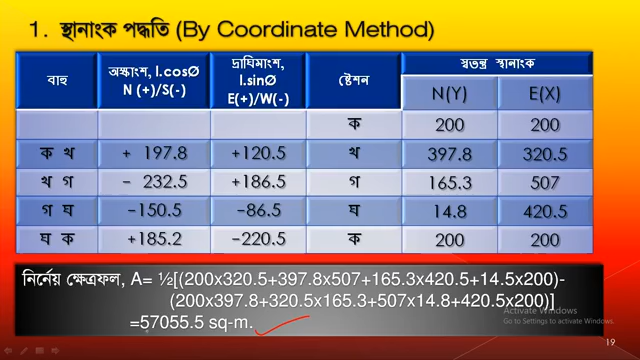 1. স্থানাংক পদ্ধতি (By Coordinate Method)
বাহু অক্ষাংশ, l.cosØ N (+)/S(-) দ্রাঘিমাংশ, l.sinØ E(+)/W(-) ষ্টেশন স্বতন্ত্র স্থানাংক
N(Y) E(X)
ক 200 200
ক খ + 197.8 +120.5 খ 397.8 320.5
খ গ – 232.5 +186.5 গ 165.3 507
গ ঘ –150.5 –86.5 ঘ 14.8 420.5
ঘ ক +185.2 –220.5 ক 200 200
নির্নেয় ক্ষেত্রফল, A= ½[(200x320.5+397.8x507+165.3x420.5+14.5x200)-
(200x397.8+320.5x165.3+507x14.8+420.5x200)]
=57055.5 sq-m.
Activate Windows
Go to Settings to activate Windows.
19